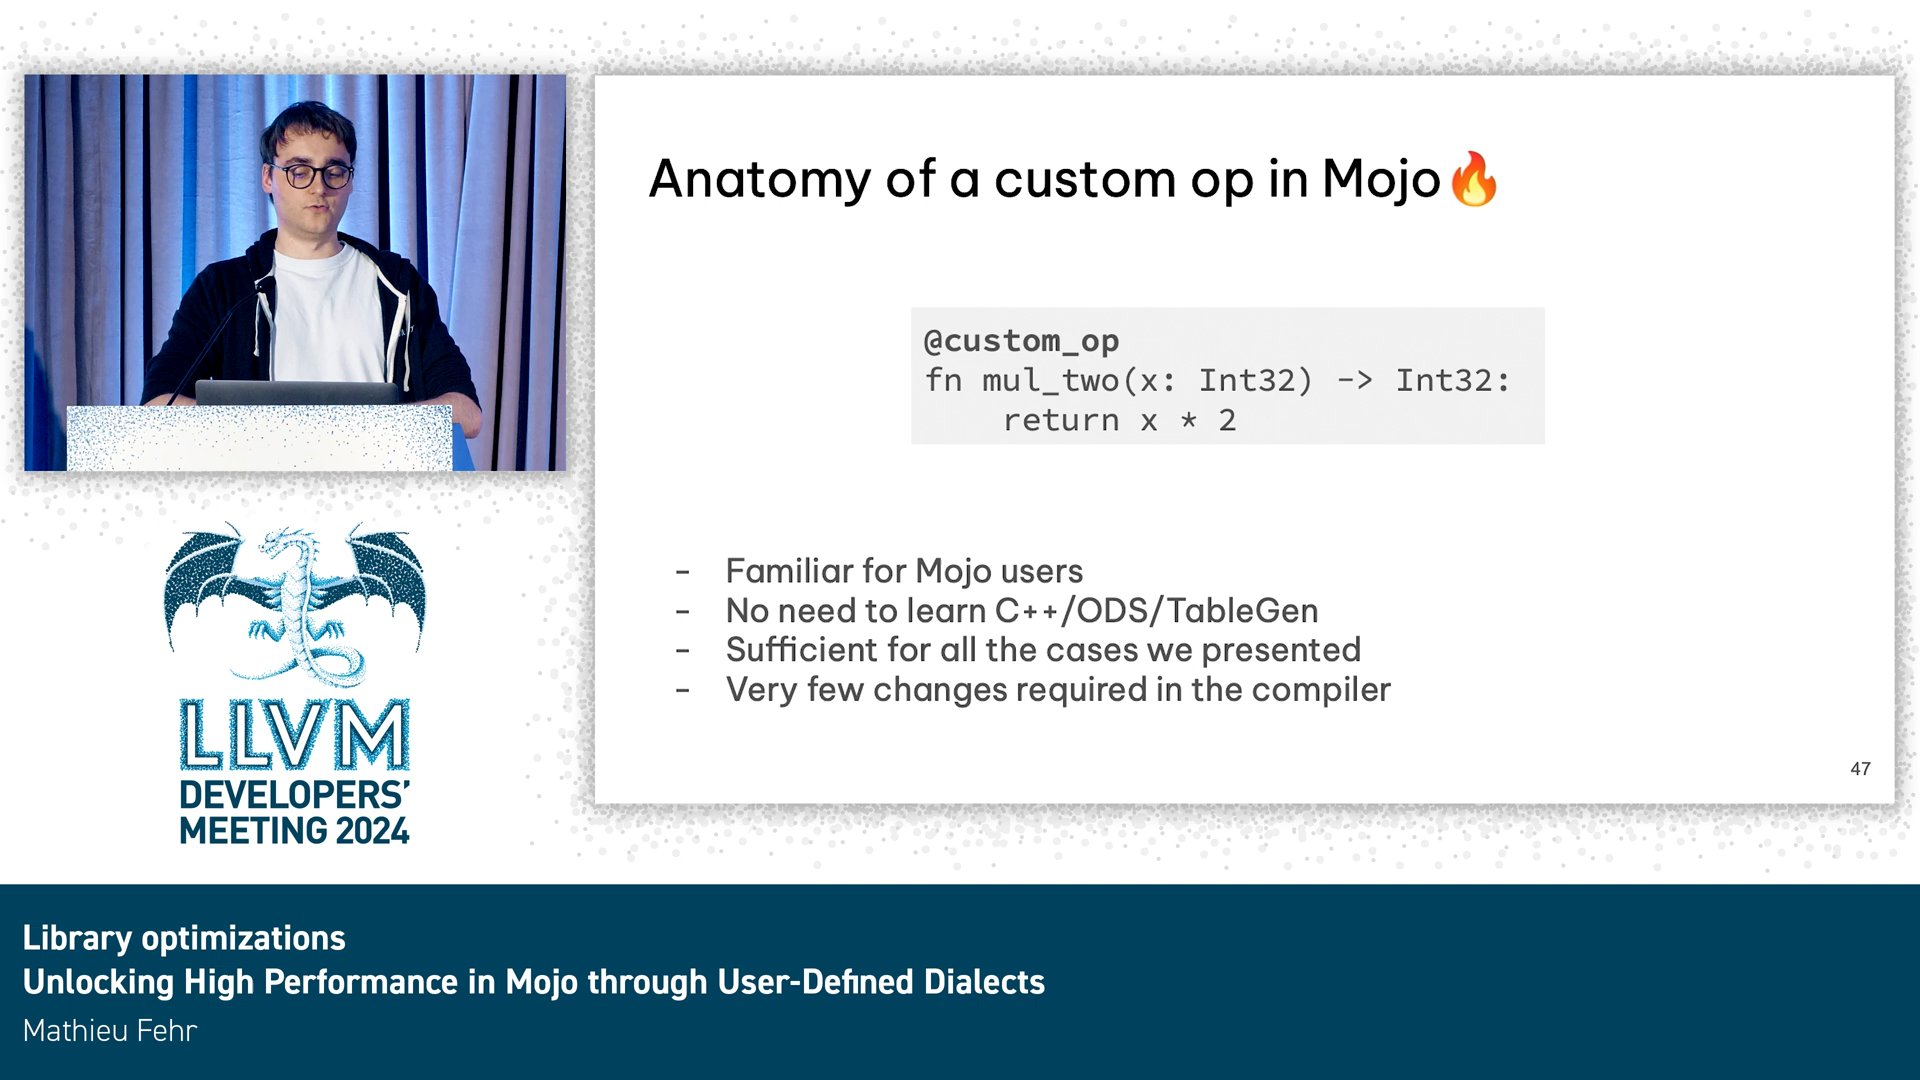 Anatomy of a custom op in Mojo🔥
@custom_op
fn mul_two(x: Int32) -> Int32:
    return x * 2
- Familiar for Mojo users
- No need to learn C++/ODS/TableGen
- Sufficient for all the cases we presented
- Very few changes required in the compiler
47
LLVM
DEVELOPERS'
MEETING 2024
Library optimizations
Unlocking High Performance in Mojo through User-Defined Dialects
Mathieu Fehr